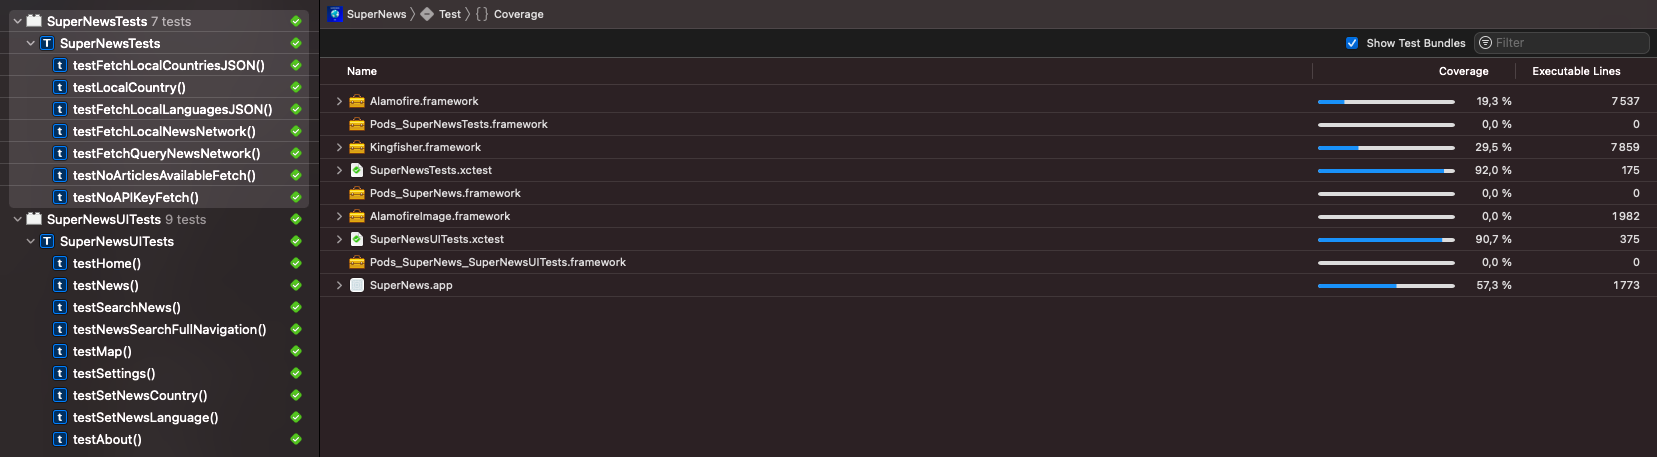 SuperNewsTests 7 tests
T SuperNewsTests
t testFetchLocalCountriesJSON()
t testLocalCountry()
t testFetchLocalLanguagesJSON()
t testFetchLocalNewsNetwork()
t testFetchQueryNewsNetwork()
t testNoArticlesAvailableFetch()
t testNoAPIKeyFetch()
SuperNewsUITests 9 tests
T SuperNewsUITests
t testHome()
t testNews()
t testSearchNews()
t testNewsSearchFullNavigation()
t testMap()
t testSettings()
t testSetNewsCountry()
t testSetNewsLanguage()
t testAbout()
SuperNews Test {} Coverage
Show Test Bundles Filter
Name Coverage Executable Lines
Alamofire.framework 19,3 % 7 537
Pods_SuperNewsTests.framework 0,0 % 0
Kingfisher.framework 29,5 % 7 859
SuperNewsTests.xctest 92,0 % 175
Pods_SuperNews.framework 0,0 % 0
AlamofireImage.framework 0,0 % 1 982
SuperNewsUITests.xctest 90,7 % 375
Pods_SuperNews_SuperNewsUITests.framework 0,0 % 0
SuperNews.app 57,3 % 1 773